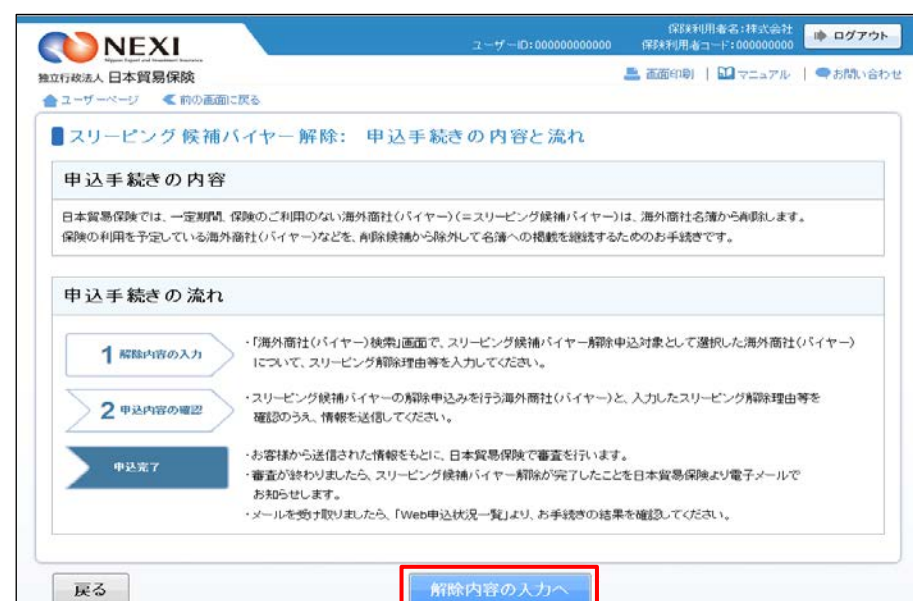 NEXI
Nippon Export and Investment Insurance
独立行政法人 日本貿易保険
ユーザーID:000000000000
保険利用者名:株式会社
保険利用者コード:000000000
ログアウト
画面印刷 | マニュアル | お問い合わせ
ユーザーページ 前の画面に戻る
スリーピング候補バイヤー解除: 申込手続きの内容と流れ
申込手続きの内容
日本貿易保険では、一定期間、保険のご利用のない海外商社(バイヤー)(=スリーピング候補バイヤー)は、海外商社名簿から削除します。
保険の利用を予定している海外商社(バイヤー)などを、削除候補から除外して名簿への掲載を継続するためのお手続きです。
申込手続きの流れ
1 解除内容の入力
・「海外商社(バイヤー)検索」画面で、スリーピング候補バイヤー解除申込対象として選択した海外商社(バイヤー)
について、スリーピング解除理由等を入力してください。
2 申込内容の確認
・スリーピング候補バイヤーの解除申込みを行う海外商社(バイヤー)と、入力したスリーピング解除理由等を
確認のうえ、情報を送信してください。
申込完了
・お客様から送信された情報をもとに、日本貿易保険で審査を行います。
・審査が終わりましたら、スリーピング候補バイヤー解除が完了したことを日本貿易保険より電子メールで
お知らせします。
・メールを受け取りましたら、「Web申込状況一覧」より、お手続きの結果を確認してください。
戻る
解除内容の入力へ